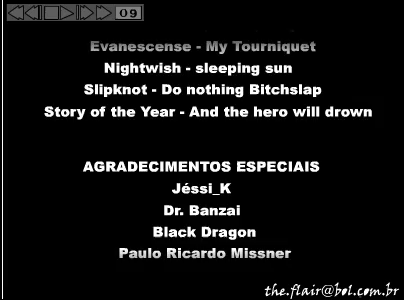 09
Evanescense - My Tourniquet
Nightwish - sleeping sun
Slipknot - Do nothing Bitchslap
Story of the Year - And the hero will drown
AGRADECIMENTOS ESPECIAIS
Jéssi_K
Dr. Banzai
Black Dragon
Paulo Ricardo Missner
the.flair@bol.com.br